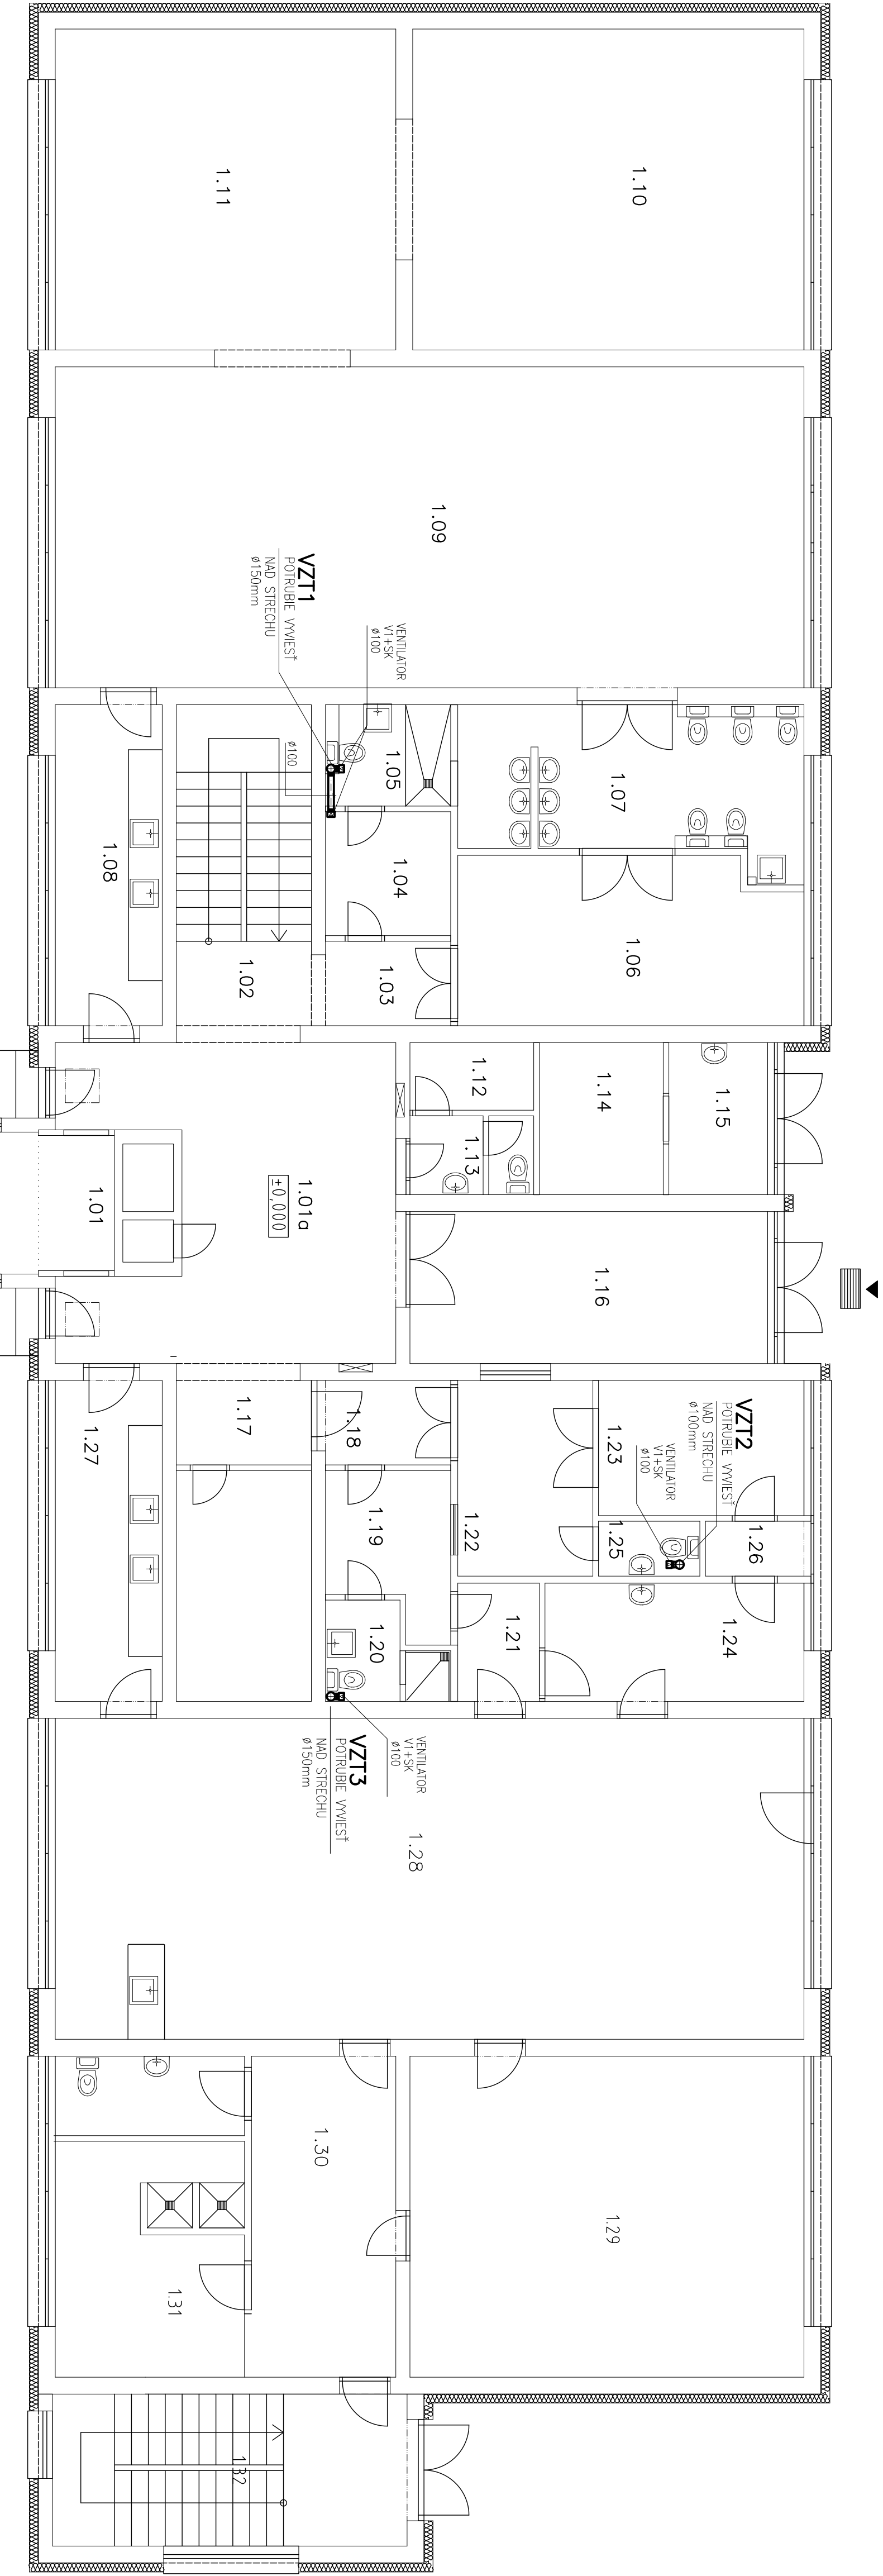 1.11
1.10
1.09
VZT1
POTRUBIE VYVIESŤ
NAD STRECHU
ø150mm
VENTILATOR
V1+SK
ø100
ø100
1.05
1.07
1.08
1.04
1.06
1.02
1.03
1.12
1.14
1.15
1.13
1.01
1.01a
±0,000
1.16
1.17
1.18
1.23
VZT2
POTRUBIE VYVIESŤ
NAD STRECHU
ø100mm
VENTILATOR
V1+SK
ø100
1.27
1.19
1.22
1.25
1.26
1.20
1.21
1.24
VENTILATOR
V1+SK
ø100
VZT3
POTRUBIE VYVIESŤ
NAD STRECHU
ø150mm
1.28
1.30
1.29
1.31
1.32